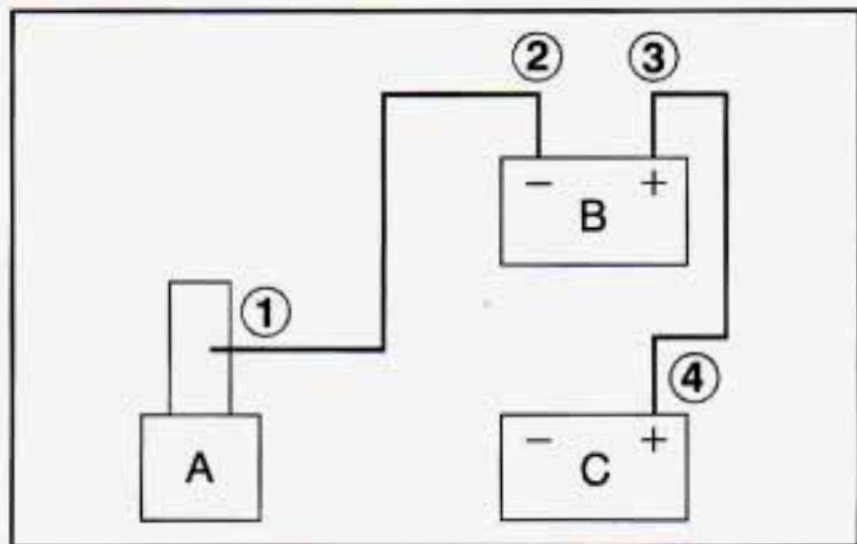 ② ③
− +
B
①
④
− +
A C